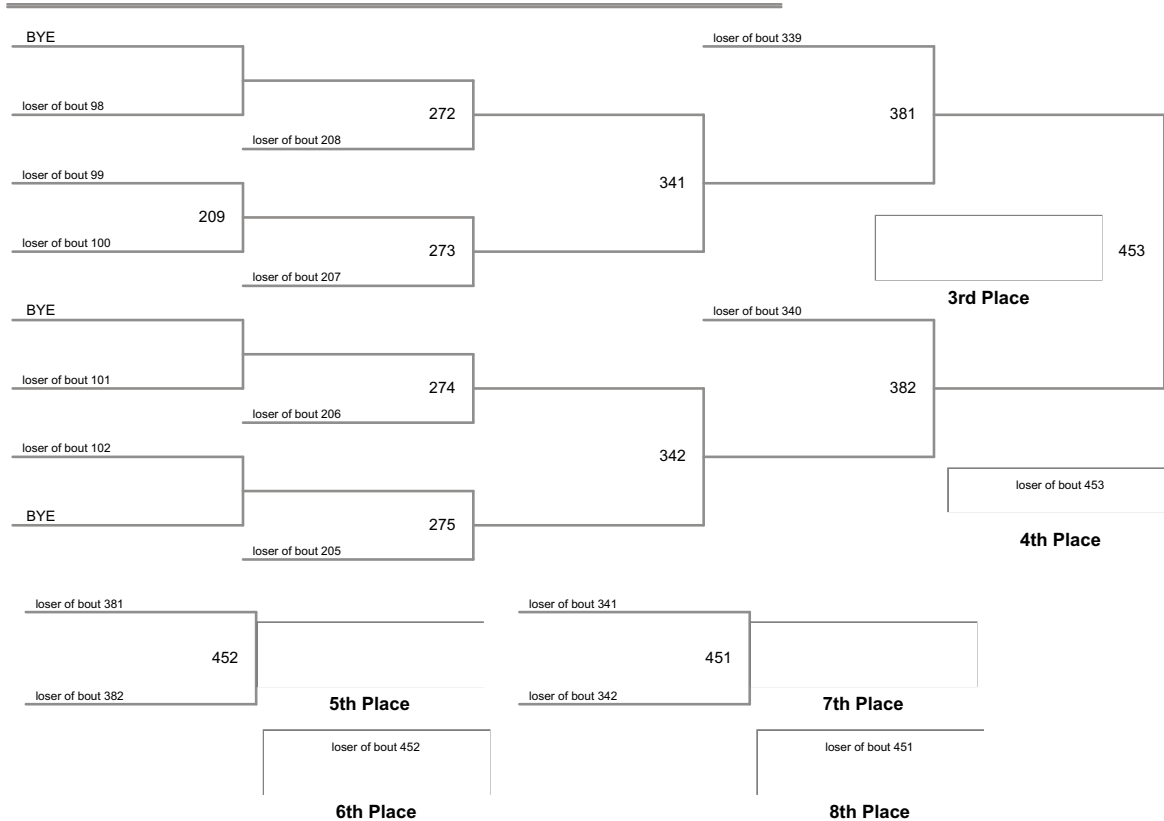 BYE
loser of bout 339
loser of bout 98
272
381
loser of bout 208
loser of bout 99
341
209
loser of bout 100
273
453
loser of bout 207
3rd Place
BYE
loser of bout 340
loser of bout 101
274
382
loser of bout 206
loser of bout 102
342
loser of bout 453
BYE
275
4th Place
loser of bout 205
loser of bout 381
loser of bout 341
452
451
loser of bout 382
loser of bout 342
5th Place
7th Place
loser of bout 452
loser of bout 451
6th Place
8th Place